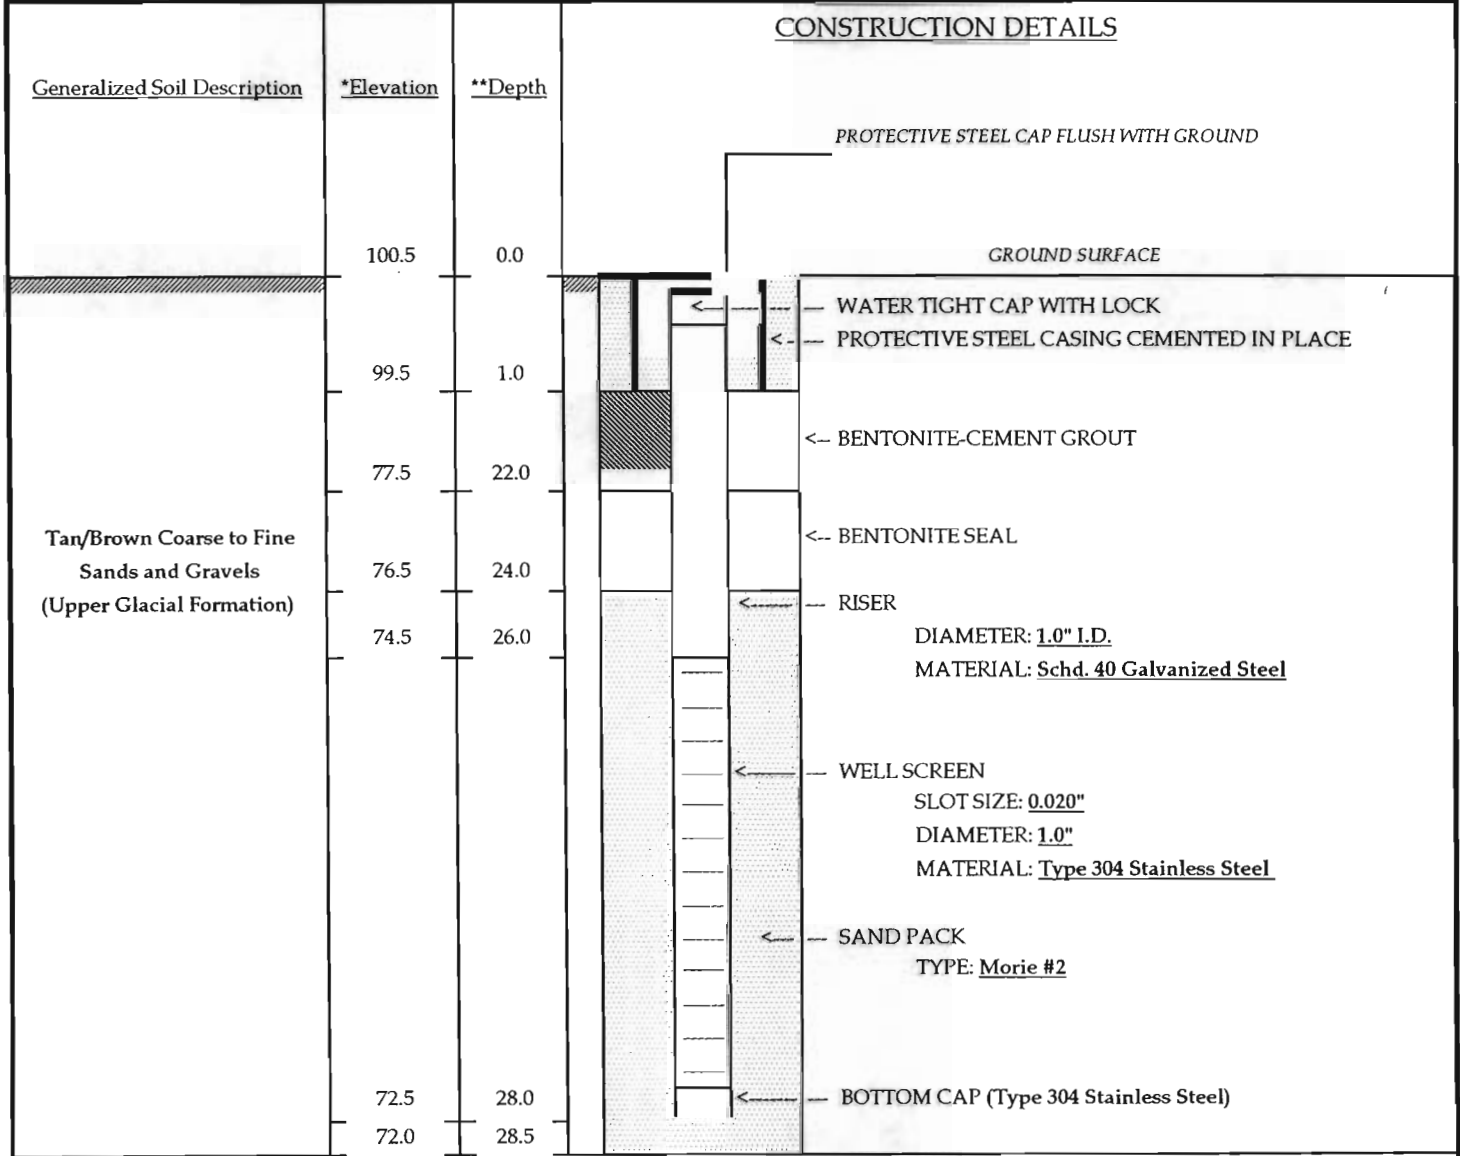 CONSTRUCTION DETAILS
Generalized Soil Description *Elevation **Depth
PROTECTIVE STEEL CAP FLUSH WITH GROUND
100.5 0.0 GROUND SURFACE
WATER TIGHT CAP WITH LOCK
PROTECTIVE STEEL CASING CEMENTED IN PLACE
99.5 1.0
BENTONITE-CEMENT GROUT
77.5 22.0
Tan/Brown Coarse to Fine BENTONITE SEAL
Sands and Gravels 76.5 24.0
(Upper Glacial Formation) RISER
74.5 26.0 DIAMETER: 1.0" I.D.
MATERIAL: Schd. 40 Galvanized Steel
WELL SCREEN
SLOT SIZE: 0.020"
DIAMETER: 1.0"
MATERIAL: Type 304 Stainless Steel
SAND PACK
TYPE: Morie #2
72.5 28.0 BOTTOM CAP (Type 304 Stainless Steel)
72.0 28.5